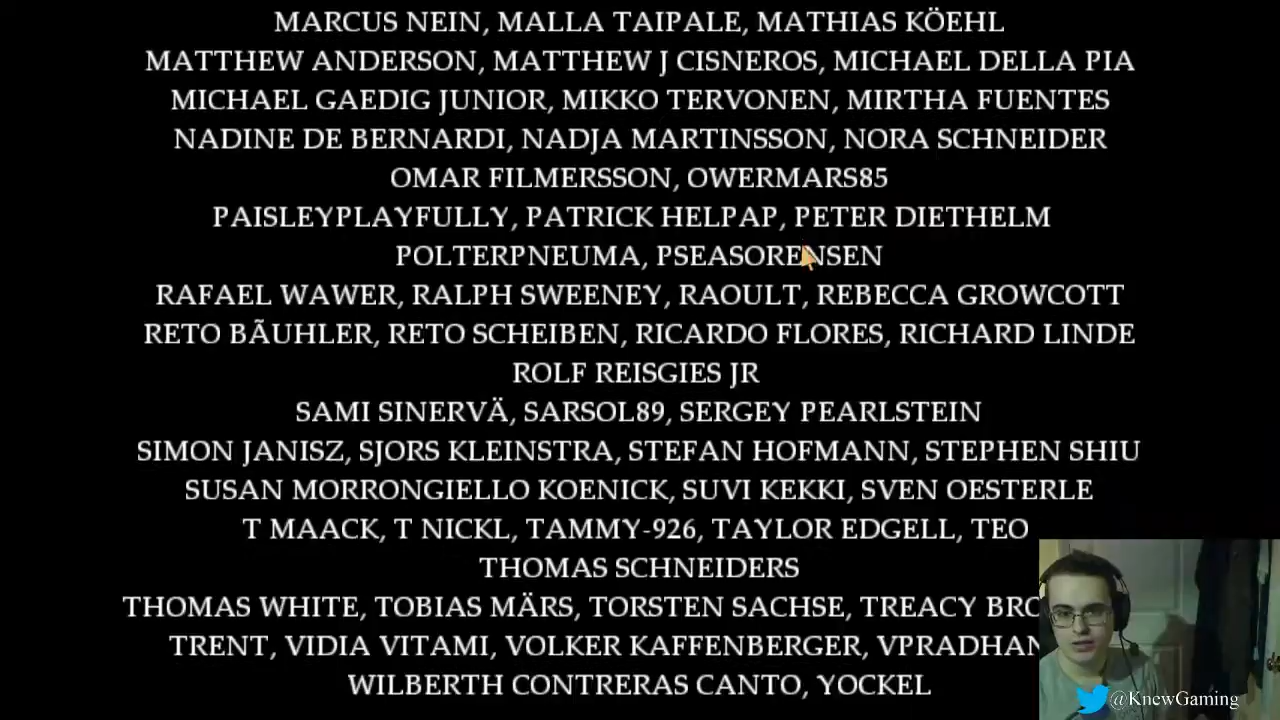 MARCUS NEIN, MALLA TAIPALE, MATHIAS KÖEHL
MATTHEW ANDERSON, MATTHEW J CISNEROS, MICHAEL DELLA PIA
MICHAEL GAEDIG JUNIOR, MIKKO TERVONEN, MIRTHA FUENTES
NADINE DE BERNARDI, NADJA MARTINSSON, NORA SCHNEIDER
OMAR FILMERSSON, OWERMARS85
PAISLEYPLAYFULLY, PATRICK HELPAP, PETER DIETHELM
POLTERPNEUMA, PSEASORENSEN
RAFAEL WAWER, RALPH SWEENEY, RAOULT, REBECCA GROWCOTT
RETO BÃUHLER, RETO SCHEIBEN, RICARDO FLORES, RICHARD LINDE
ROLF REISGIES JR
SAMI SINERVÄ, SARSOL89, SERGEY PEARLSTEIN
SIMON JANISZ, SJORS KLEINSTRA, STEFAN HOFMANN, STEPHEN SHIU
SUSAN MORRONGIELLO KOENICK, SUVI KEKKI, SVEN OESTERLE
T MAACK, T NICKL, TAMMY-926, TAYLOR EDGELL, TEO
THOMAS SCHNEIDERS
THOMAS WHITE, TOBIAS MÄRS, TORSTEN SACHSE, TREACY
TRENT, VIDIA VITAMI, VOLKER KAFFENBERGER, VPRADHAN
WILBERTH CONTRERAS CANTO, YOCKEL
@KnewGaming